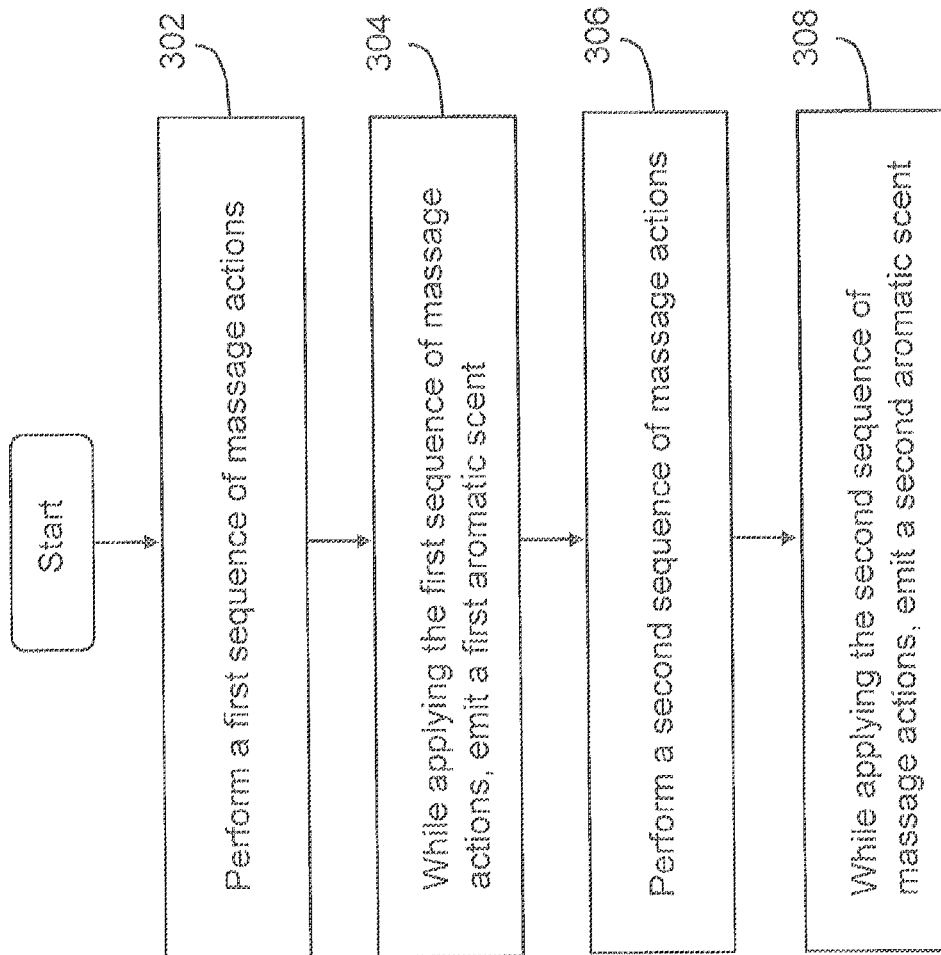 Start
302
Perform a first sequence of massage actions
304
While applying the first sequence of massage
actions, emit a first aromatic scent
306
Perform a second sequence of massage actions
308
While applying the second sequence of
massage actions, emit a second aromatic scent